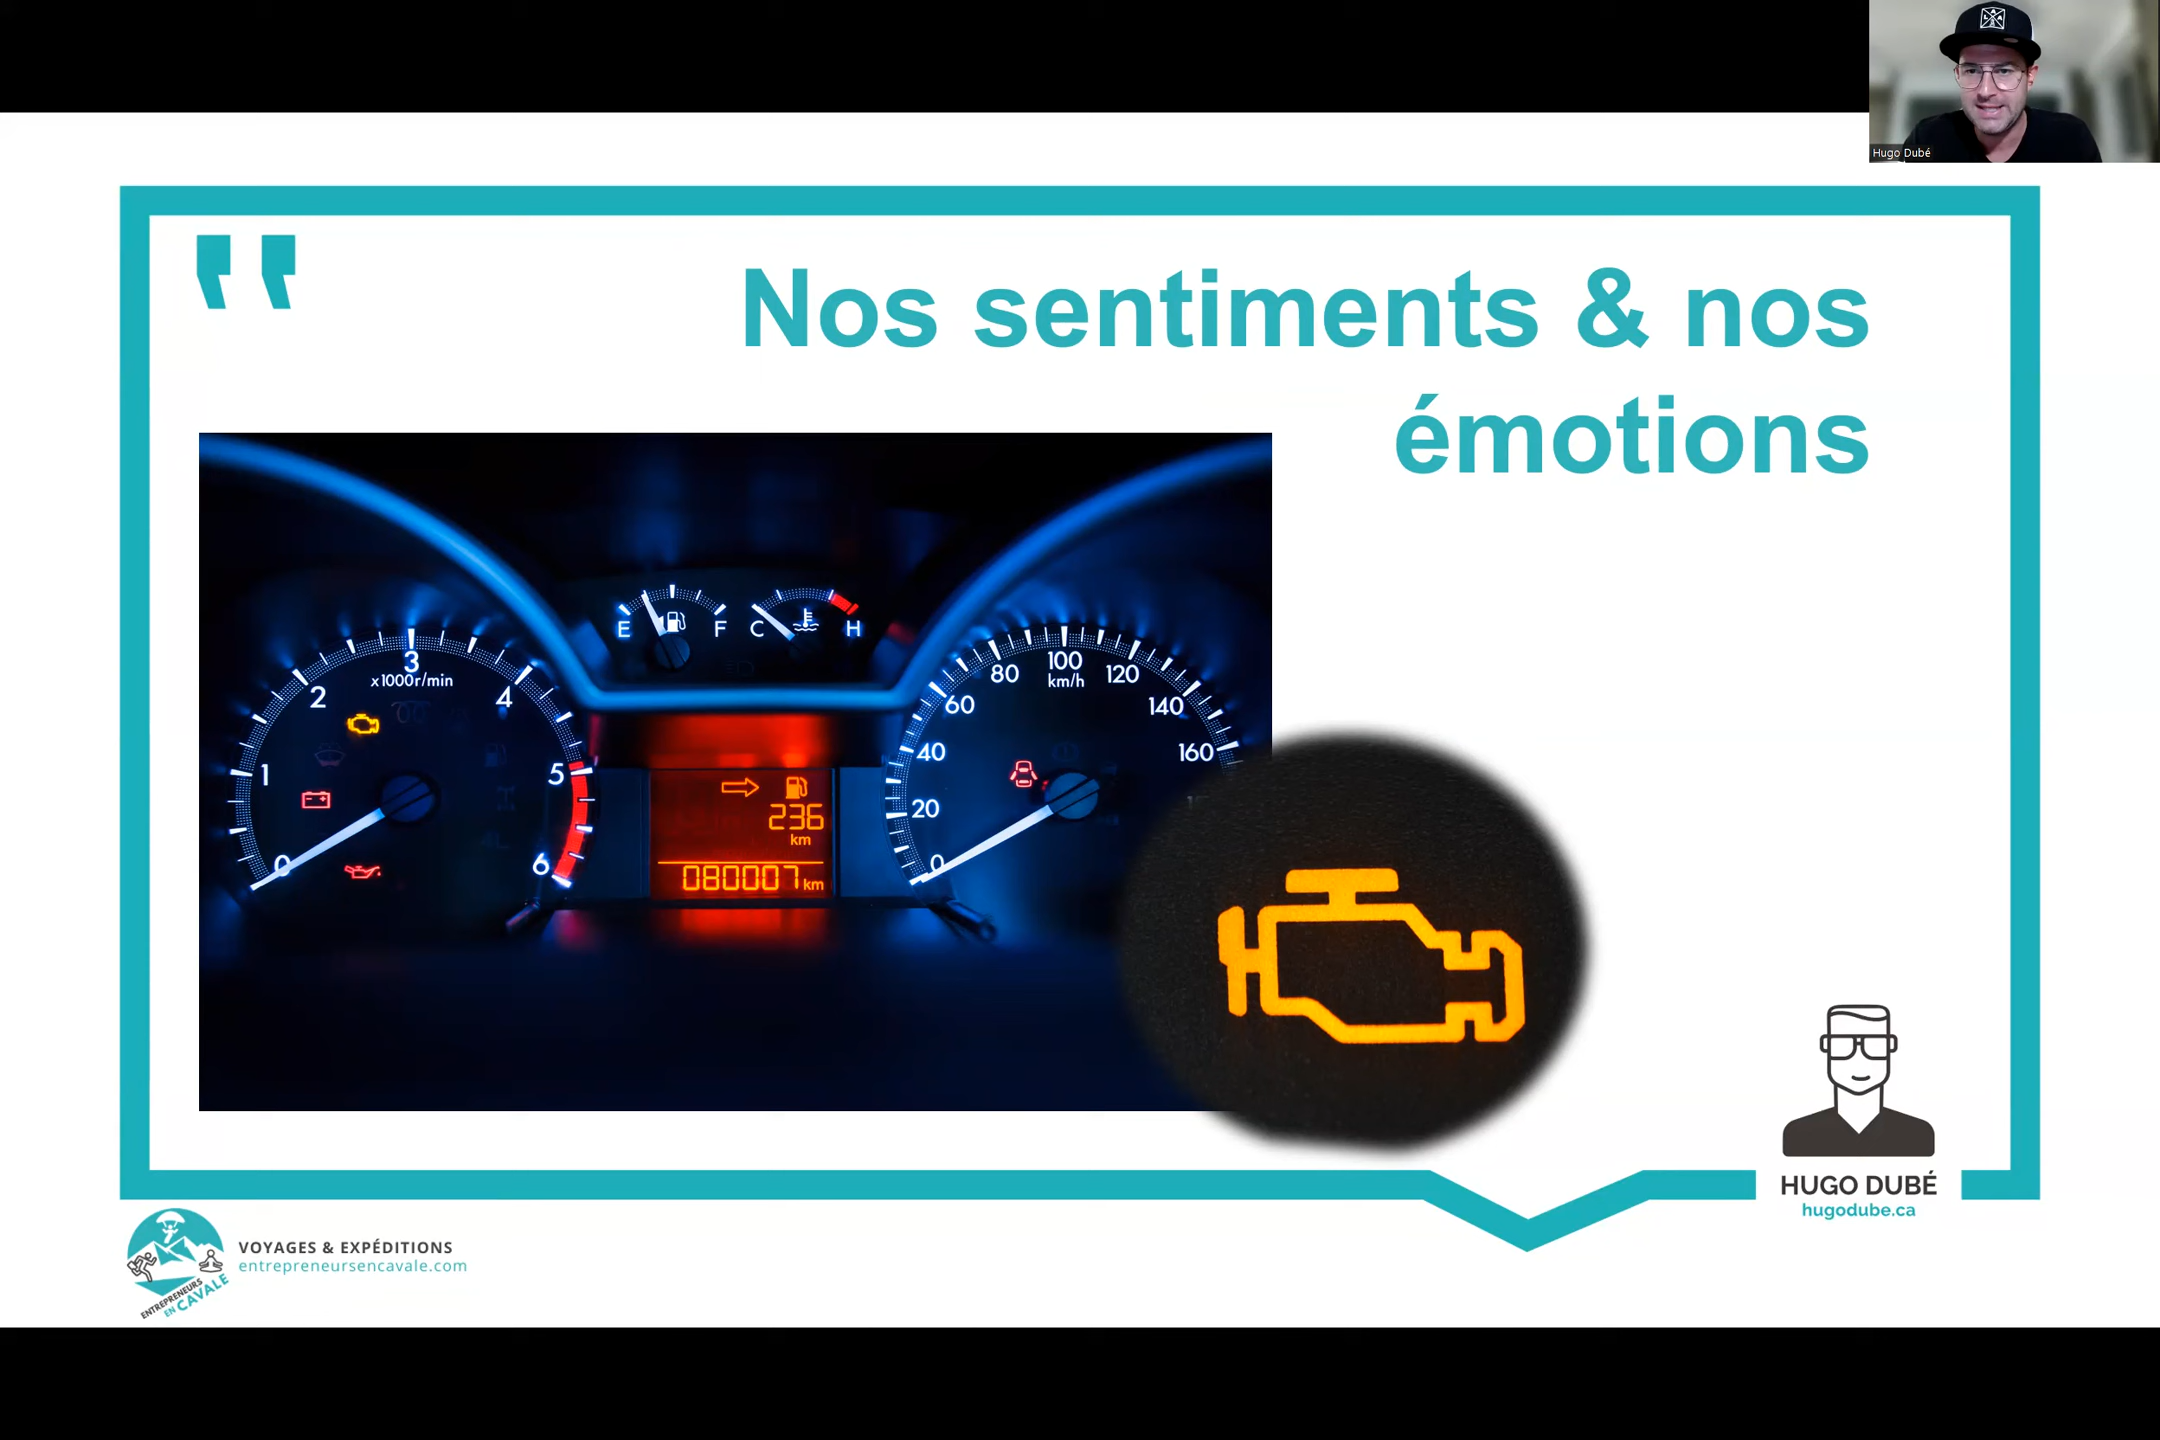 Hugo Dubé
Nos sentiments & nos
émotions
E F C H
3
x1000r/min
2 4
1 5
0 6
236
km
080007 km
100
km/h
80 120
60 140
40 160
20
0
HUGO DUBÉ
hugodube.ca
VOYAGES & EXPÉDITIONS
entrepreneursencavale.com
ENTREPRENEURS
EN CAVALE